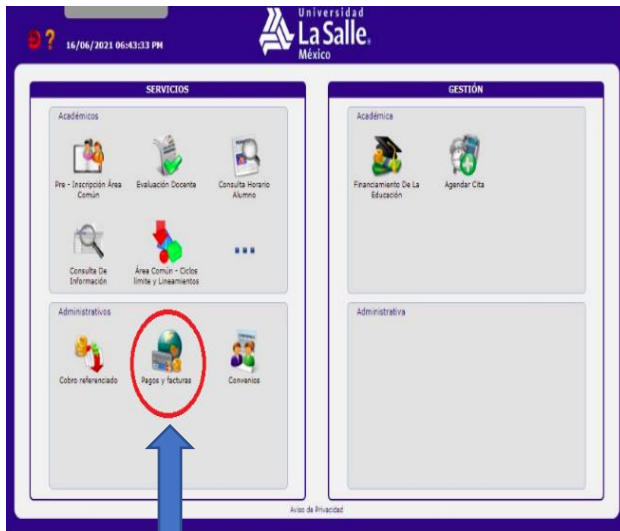 16/06/2021 06:43:33 PM
Universidad
La Salle®
México
SERVICIOS
Académicos
Pre - Inscripción Área
Común
Evaluación Docente
Consulta Horario
Alumno
Consulta De
Información
Área Común - Ciclos
límite y Lineamientos
Administrativos
Cobro referenciado
Pagos y facturas
Convenios
GESTIÓN
Académica
Financiamiento De La
Educación
Agendar Cita
Administrativa
Aviso de Privacidad